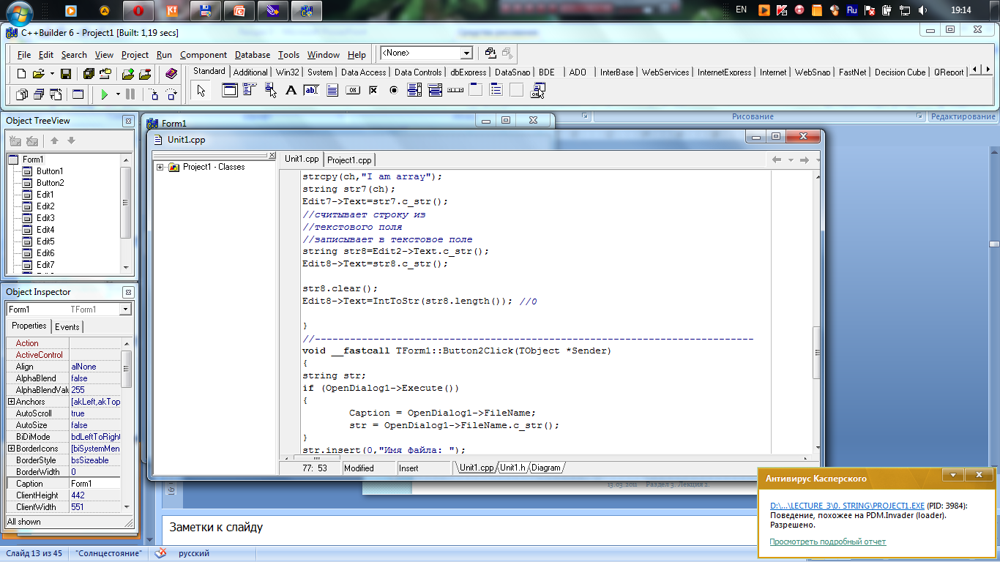 EN
Ru
19:14
C++Builder 6 - Project1 [Built: 1,19 secs]
File Edit Search View Project Run Component Database Tools Window Help
<None>
Standard Additional Win32 System Data Access Data Controls dbExpress DataSnap BDE ADO InterBase WebServices InternetExpress Internet WebSnap FastNet Decision Cube QReport
Рисование
Редактирование
Object TreeView
Form1
Button1
Button2
Edit1
Edit2
Edit3
Edit4
Edit5
Edit6
Edit7
Object Inspector
Form1 TForm1
Properties Events
Action
ActiveControl
Align alNone
AlphaBlend false
AlphaBlendValu 255
Anchors [akLeft,akTop
AutoScroll true
AutoSize false
BiDiMode bdLeftToRight
BorderIcons [biSystemMen
BorderStyle bsSizeable
BorderWidth 0
Caption Form1
ClientHeight 442
ClientWidth 551
All shown
Form1
Unit1.cpp
Project1 - Classes
Unit1.cpp Project1.cpp
strcpy(ch,"I am array");
string str7(ch);
Edit7->Text=str7.c_str();
//считывает строку из
//текстового поля
//записывает в текстовое поле
string str8=Edit2->Text.c_str();
Edit8->Text=str8.c_str();
str8.clear();
Edit8->Text=IntToStr(str8.length()); //0
}
//---------------------------------------------------------------------------
void __fastcall TForm1::Button2Click(TObject *Sender)
{
string str;
if (OpenDialog1->Execute())
{
Caption = OpenDialog1->FileName;
str = OpenDialog1->FileName.c_str();
}
str.insert(0,"Имя файла: ");
77: 53 Modified Insert Unit1.cpp Unit1.h Diagram
13.03.2011 Раздел 3. Лекция 2.
Заметки к слайду
Слайд 13 из 45 "Солнцестояние" русский
Антивирус Касперского
D:\...\LECTURE 3\0. STRING\PROJECT1.EXE (PID: 3984):
Поведение, похожее на PDM.Invader (loader).
Разрешено.
Просмотреть подробный отчет